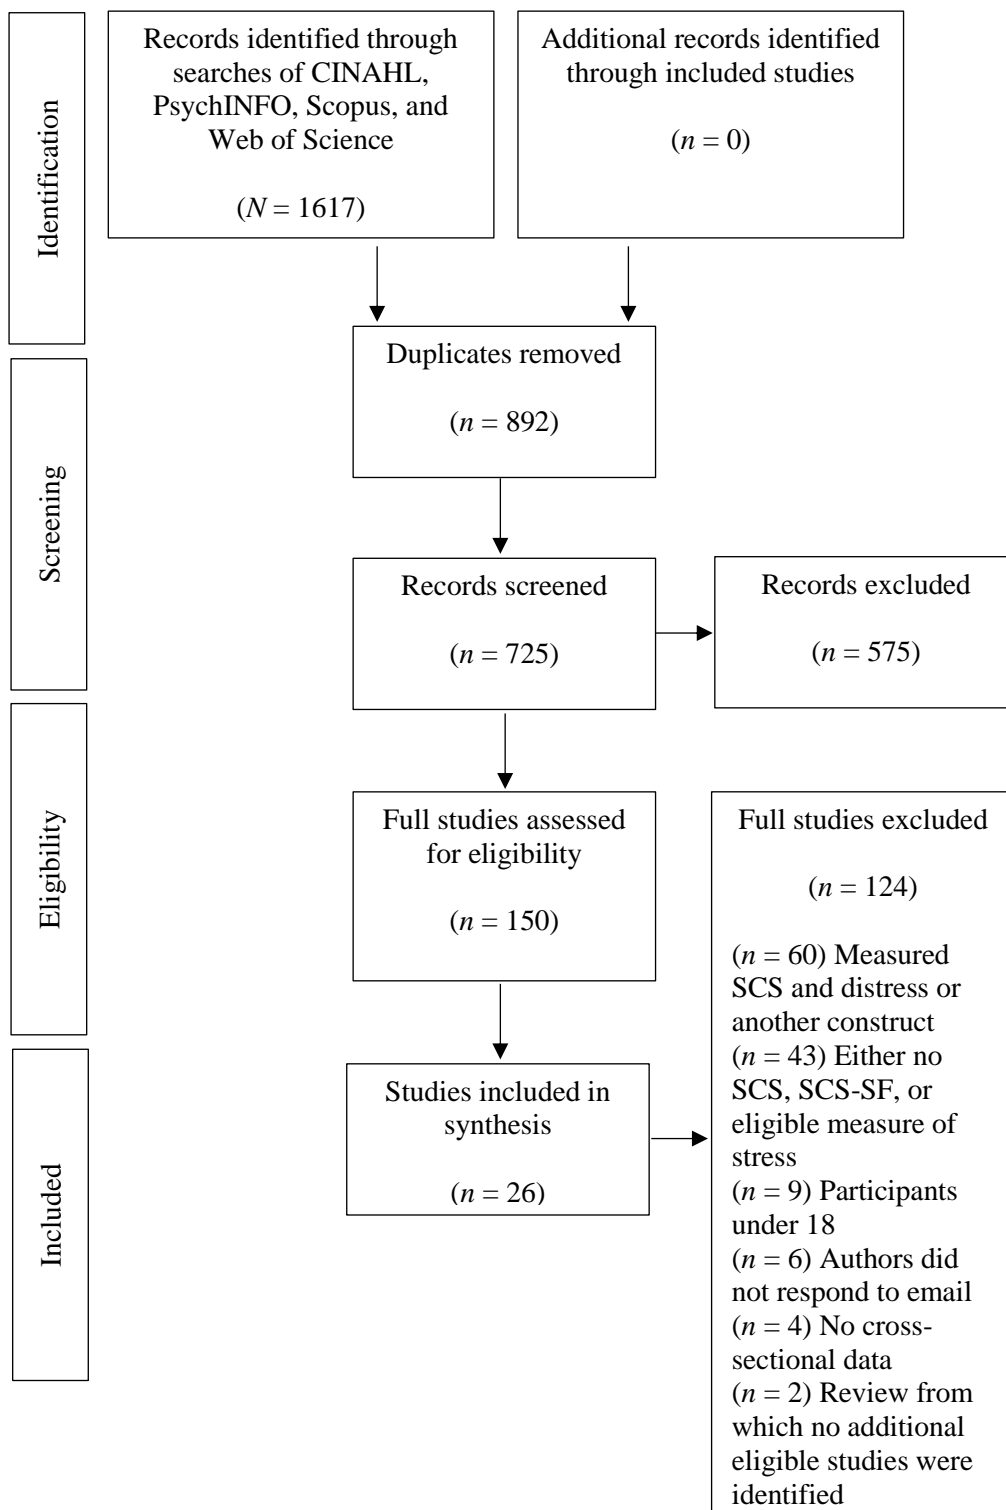 Identification
Records identified through
searches of CINAHL,
PsychINFO, Scopus, and
Web of Science
(N = 1617)
Additional records identified
through included studies
(n = 0)
Duplicates removed
(n = 892)
Screening
Records screened
(n = 725)
Records excluded
(n = 575)
Eligibility
Full studies assessed
for eligibility
(n = 150)
Full studies excluded
(n = 124)
(n = 60) Measured
SCS and distress or
another construct
(n = 43) Either no
SCS, SCS-SF, or
eligible measure of
stress
(n = 9) Participants
under 18
(n = 6) Authors did
not respond to email
(n = 4) No cross-
sectional data
(n = 2) Review from
which no additional
eligible studies were
identified
Included
Studies included in
synthesis
(n = 26)